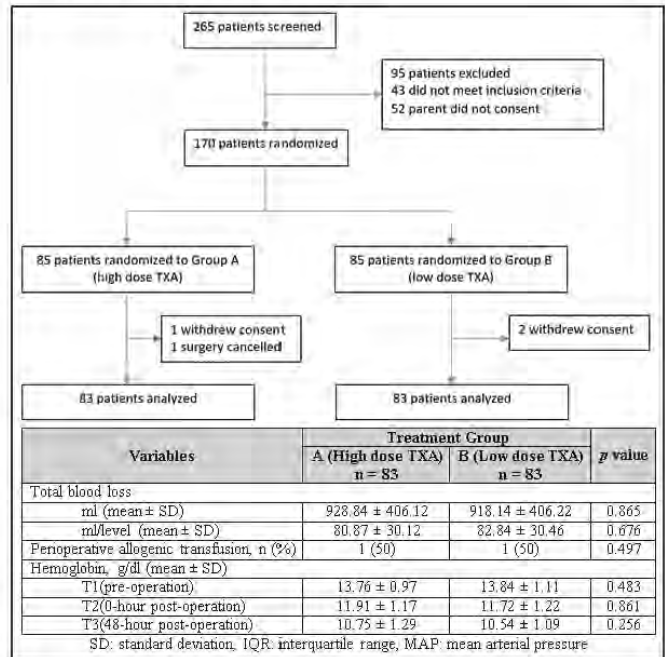 265 patients screened
95 patients excluded
43 did not meet inclusion criteria
52 parent did not consent
170 patients randomized
85 patients randomized to Group A
(high dose TXA)
85 patients randomized to Group B
(low dose TXA)
1 withdrew consent
1 surgery cancelled
2 withdrew consent
83 patients analyzed
83 patients analyzed
Variables Treatment Group p value
A (High dose TXA) B (Low dose TXA)
n = 83 n = 83
Total blood loss
ml (mean ± SD) 928.84 ± 406.12 918.14 ± 406.22 0.865
ml/level (mean ± SD) 80.87 ± 30.12 82.84 ± 30.46 0.676
Perioperative allogenic transfusion, n (%) 1 (50) 1 (50) 0.497
Hemoglobin, g/dl (mean ± SD)
T1(pre-operation) 13.76 ± 0.97 13.84 ± 1.11 0.483
T2(0-hour post-operation) 11.91 ± 1.17 11.72 ± 1.22 0.861
T3(48-hour post-operation) 10.75 ± 1.29 10.54 ± 1.09 0.256
SD: standard deviation, IQR: interquartile range, MAP: mean arterial pressure